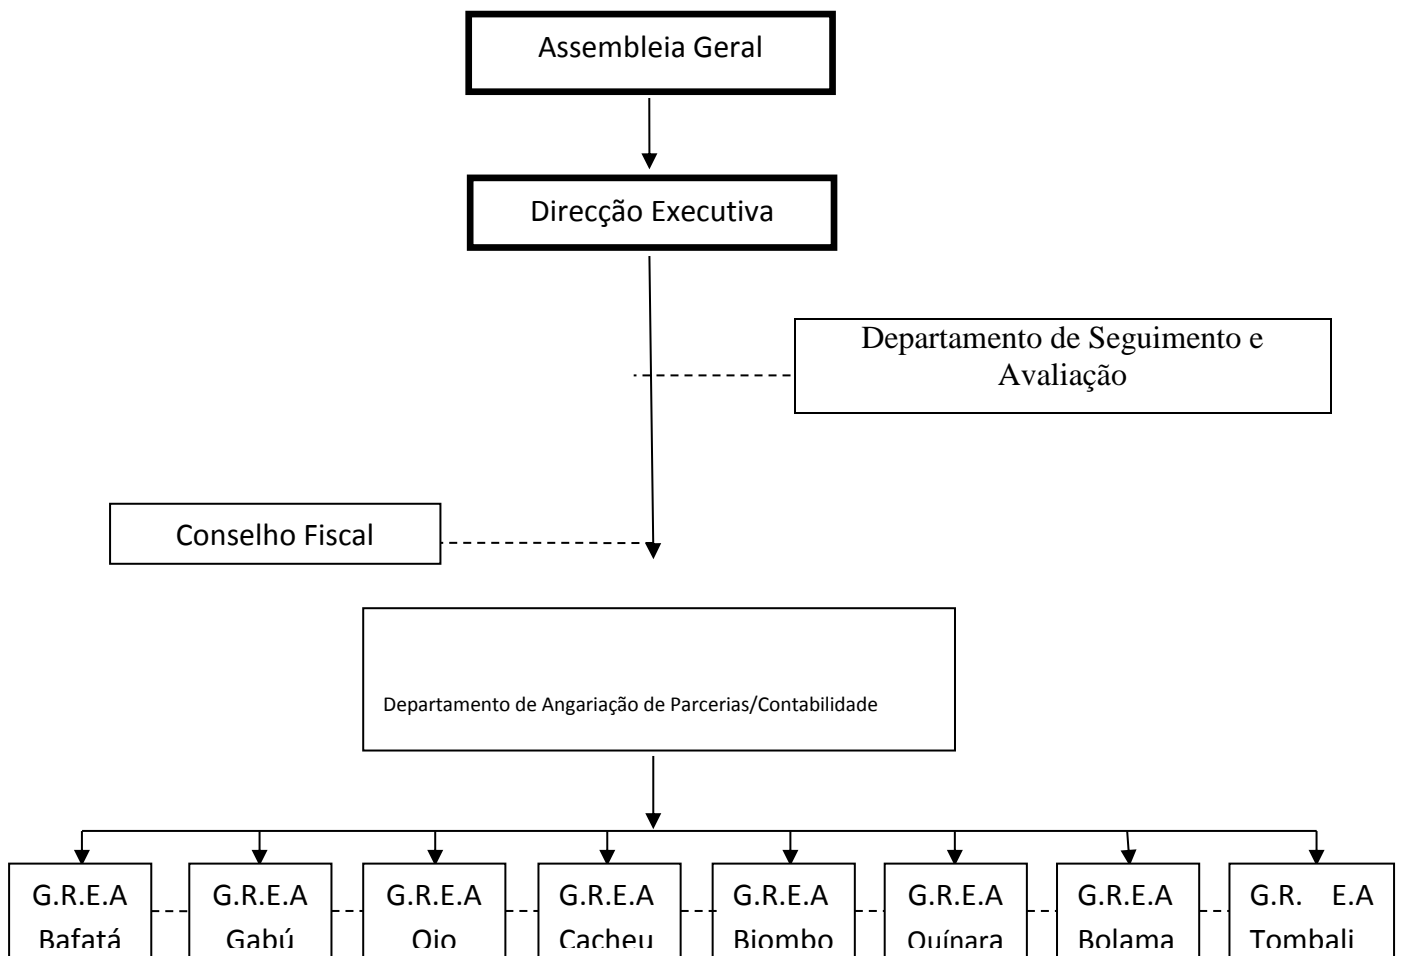 Assembleia Geral
Direcção Executiva
Departamento de Seguimento e
Avaliação
Conselho Fiscal
Departamento de Angariação de Parcerias/Contabilidade
G.R.E.A
Bafatá
G.R.E.A
Gabú
G.R.E.A
Oio
G.R.E.A
Cacheu
G.R.E.A
Biombo
G.R.E.A
Quínara
G.R.E.A
Bolama
G.R. E.A
Tombali